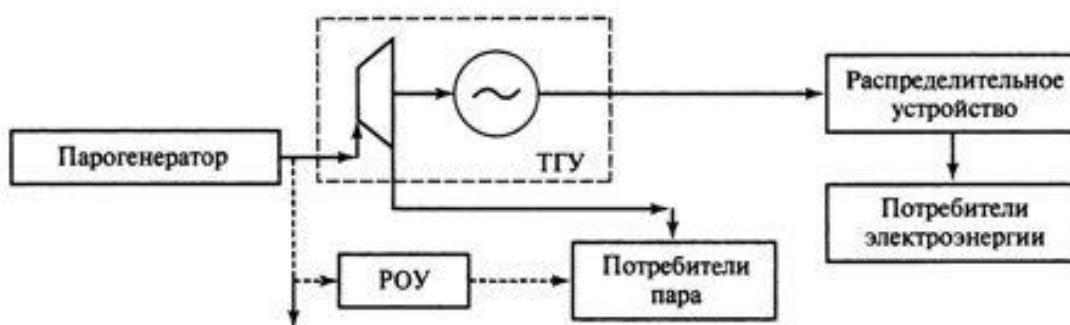 Распределительное
устройство
Парогенератор
ТГУ
Потребители
электроэнергии
РОУ
Потребители
пара